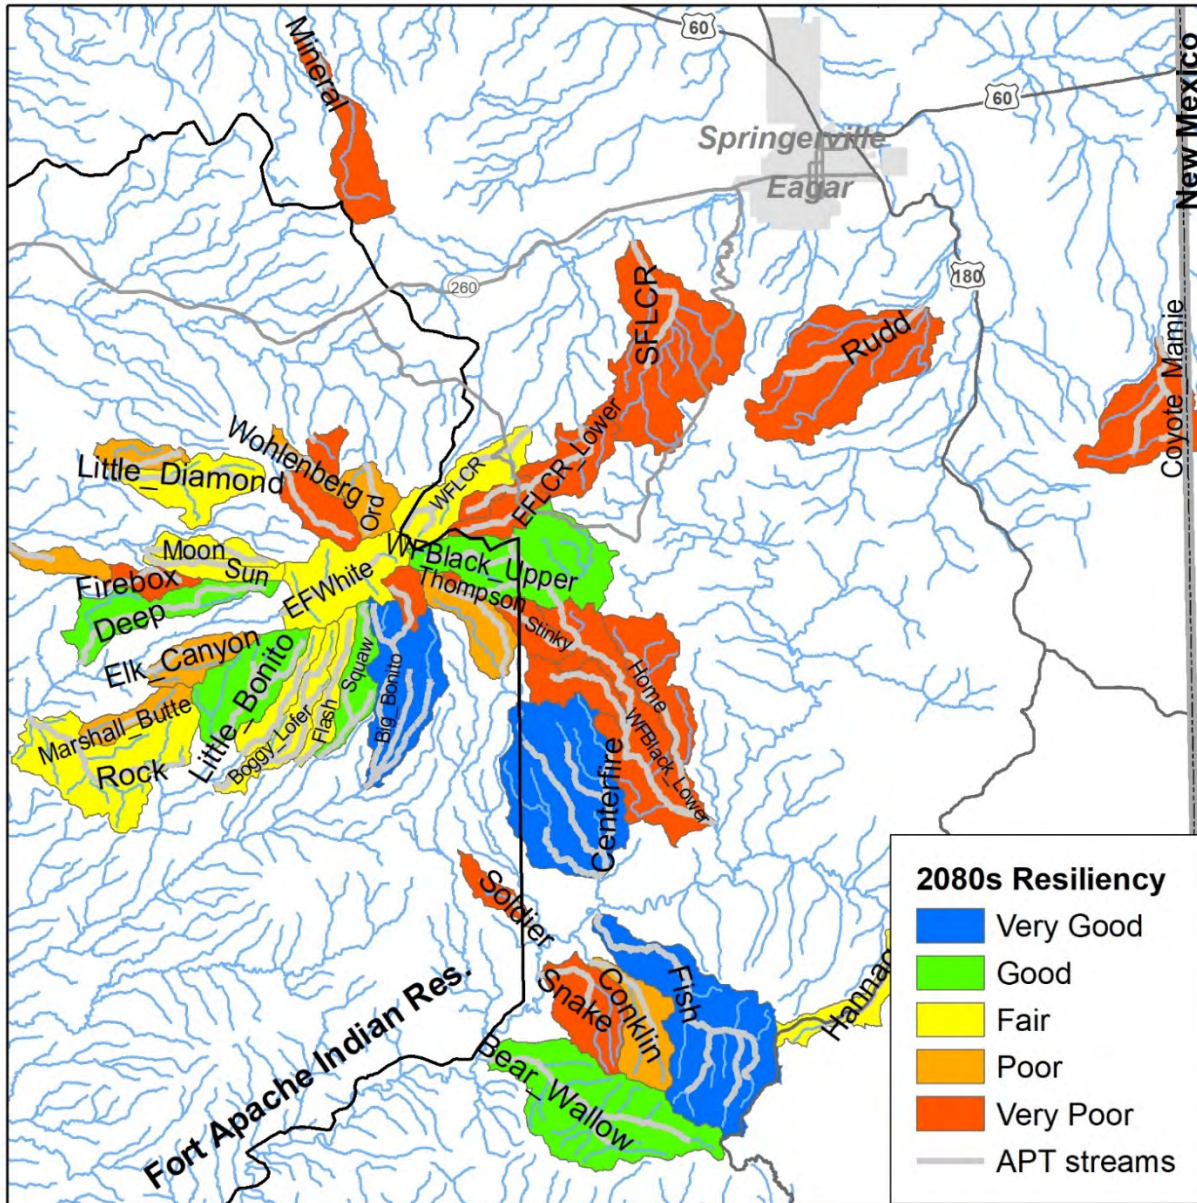 Mineral
60
60
New Mexico
Springerville
Eagar
180
260
SFLCR
Rudd
Coyote_Mamie
EFLCR_Lower
WFLCR
Wohlenberg
Ord
Little_Diamond
Moon
Sun
Firebox
Deep
EFWhite
WFBlack_Upper
Thompson
Stinky
Home
WFBlack_Lower
Centerfire
Elk_Canyon
Little_Bonito
Boggy_Lofer
Flash
Squaw
Big_Bonito
Marshall_Butte
Rock
Soldier
Snake
Conklin
Fish
Hannag
Bear_Wallow
Fort Apache Indian Res.
2080s Resiliency
Very Good
Good
Fair
Poor
Very Poor
APT streams